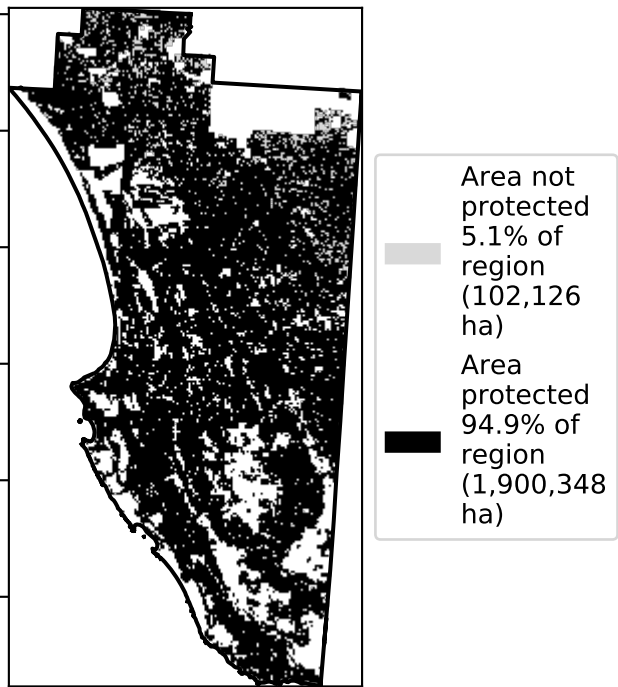 Area not
protected
5.1% of
region
(102,126
ha)
Area
protected
94.9% of
region
(1,900,348
ha)